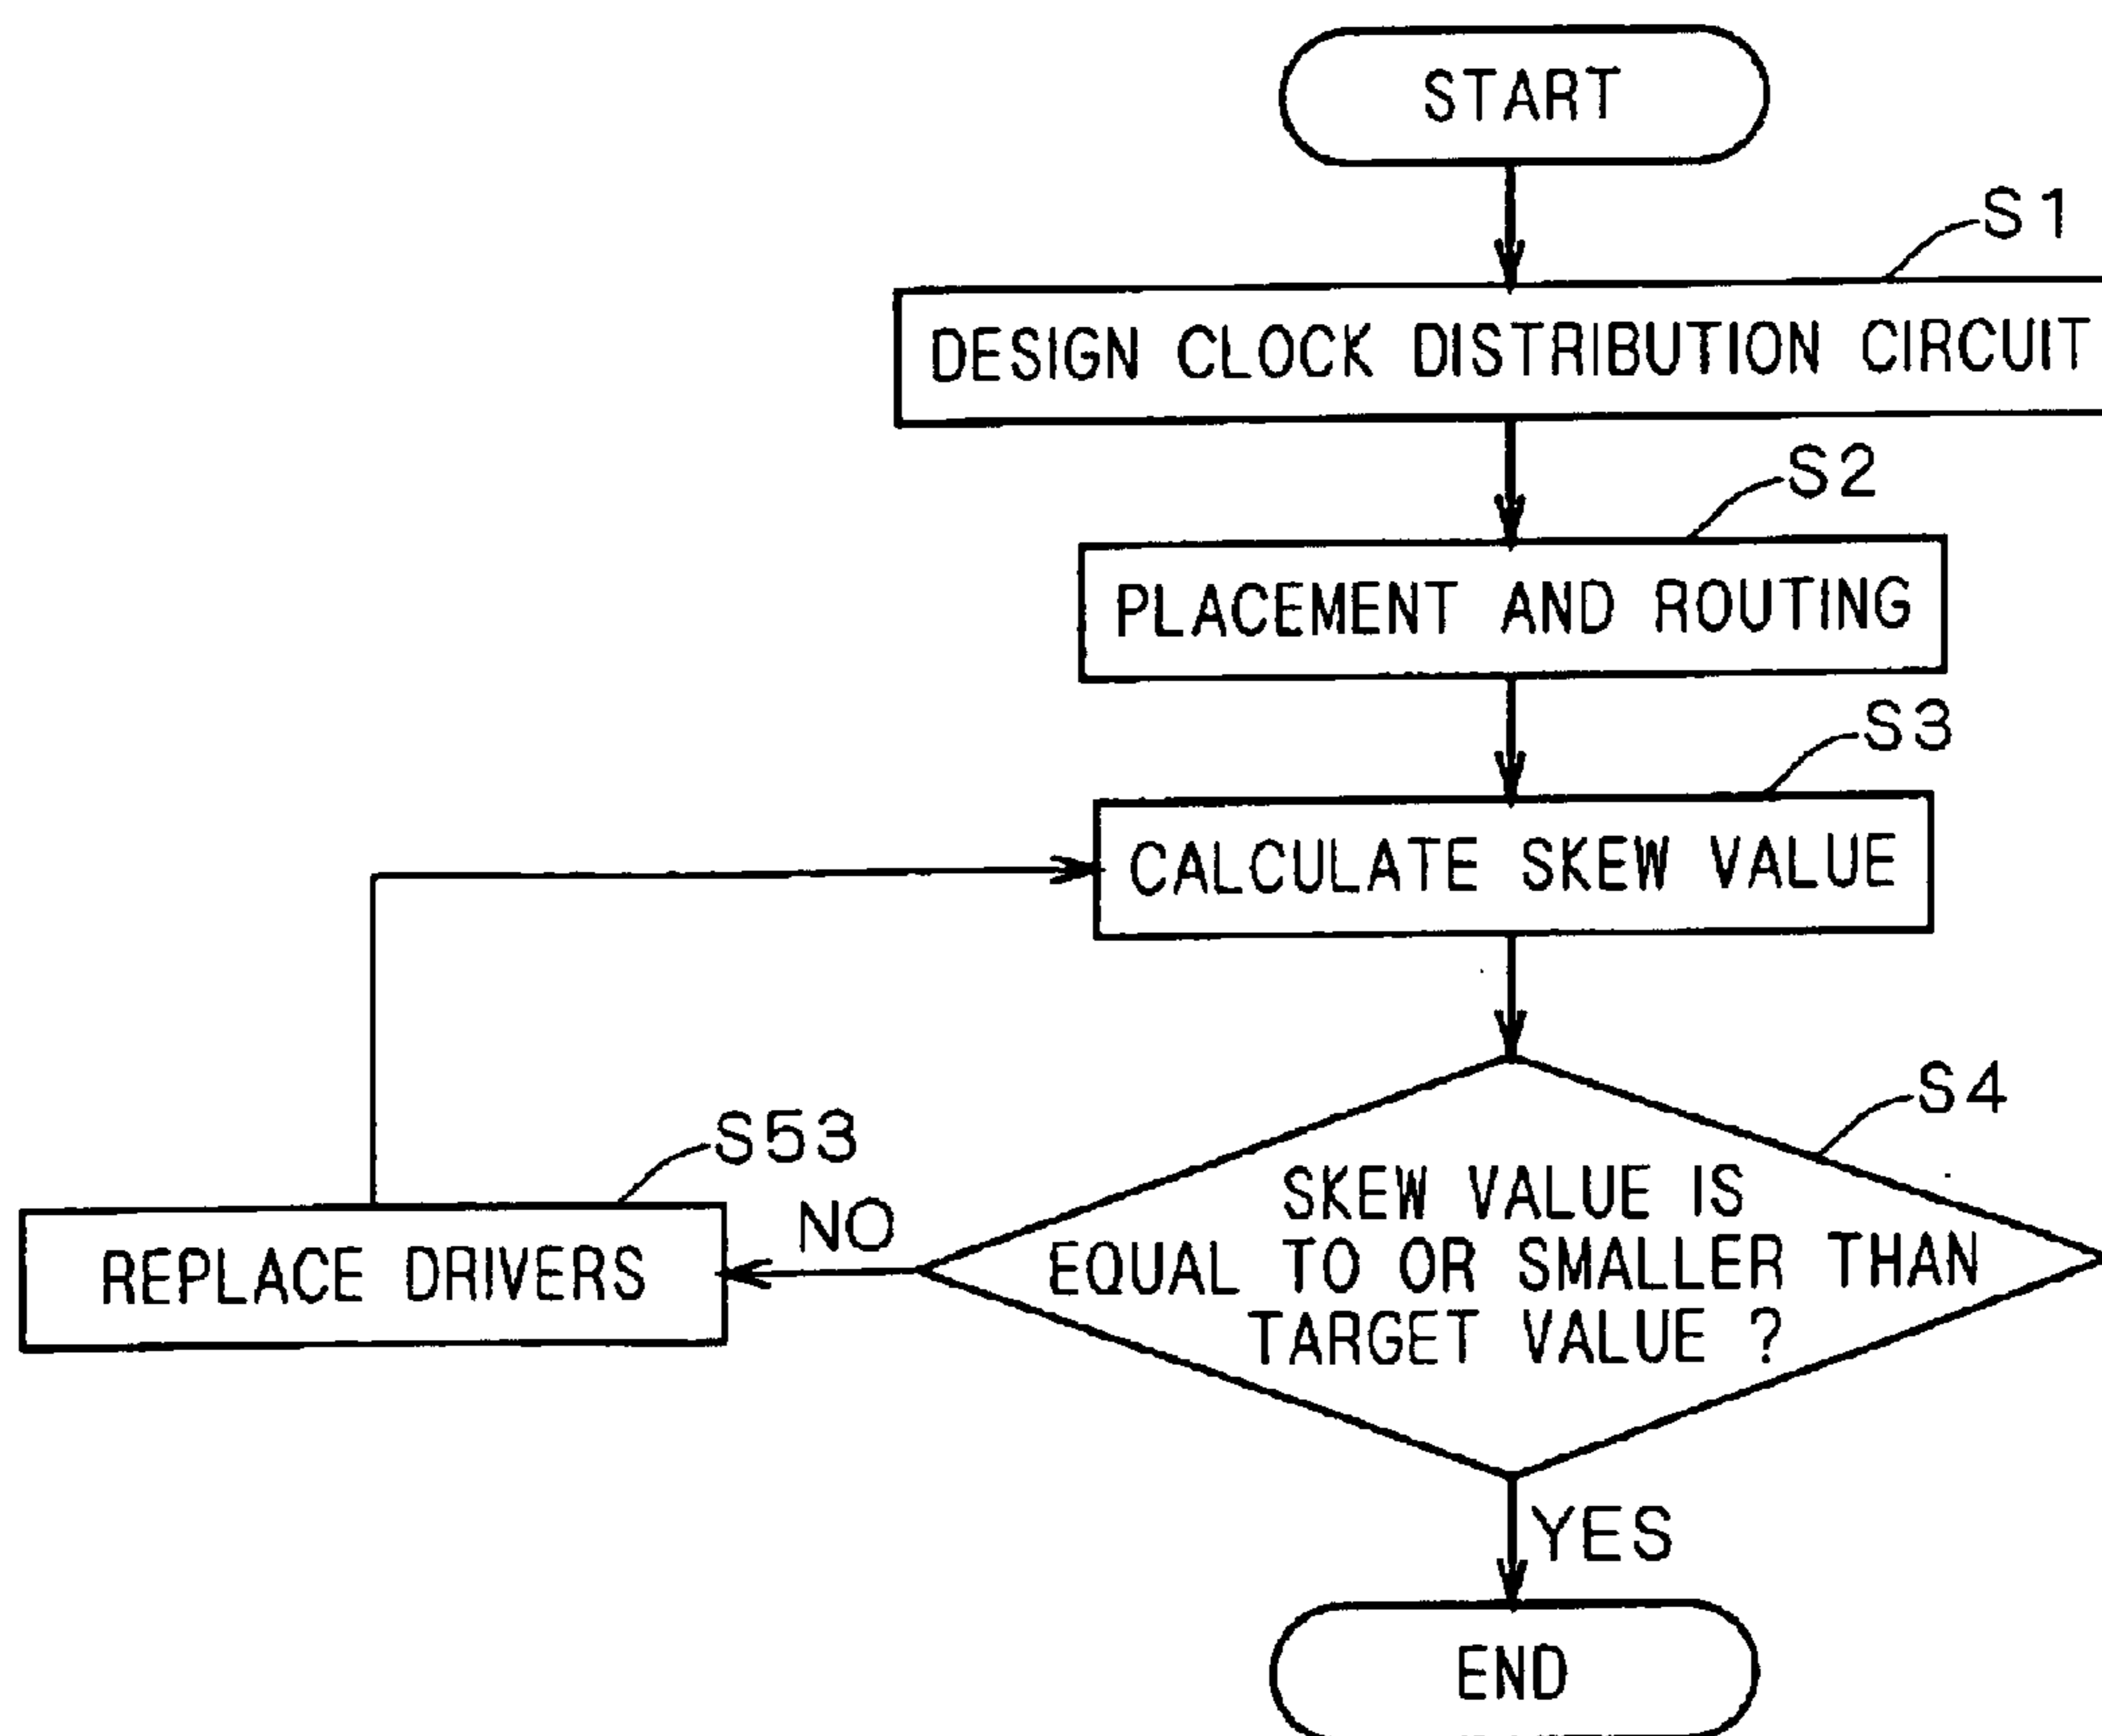 START
S1
DESIGN CLOCK DISTRIBUTION CIRCUIT
S2
PLACEMENT AND ROUTING
S3
CALCULATE SKEW VALUE
S4
SKEW VALUE IS
EQUAL TO OR SMALLER THAN
TARGET VALUE ?
NO
S53
REPLACE DRIVERS
YES
END